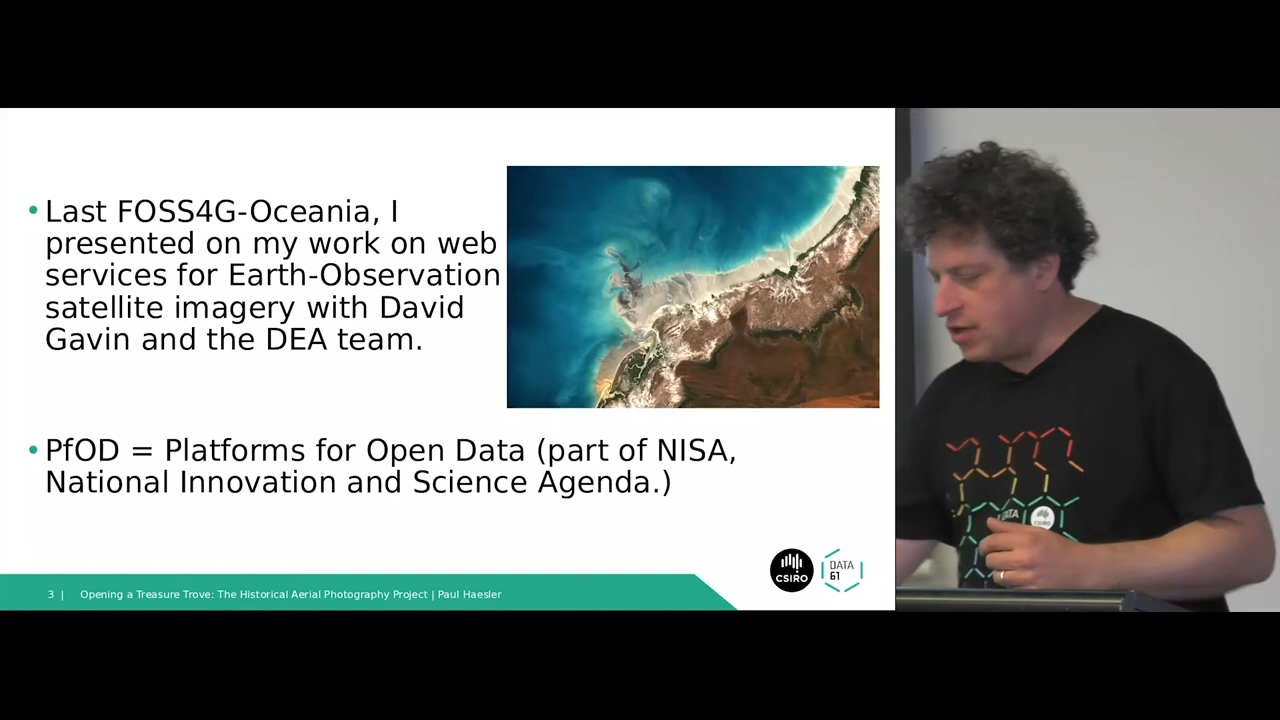 • Last FOSS4G-Oceania, I
presented on my work on web
services for Earth-Observation
satellite imagery with David
Gavin and the DEA team.
• PfOD = Platforms for Open Data (part of NISA,
National Innovation and Science Agenda.)
CSIRO
DATA
61
3 | Opening a Treasure Trove: The Historical Aerial Photography Project | Paul Haesler
DATA
CSIRO